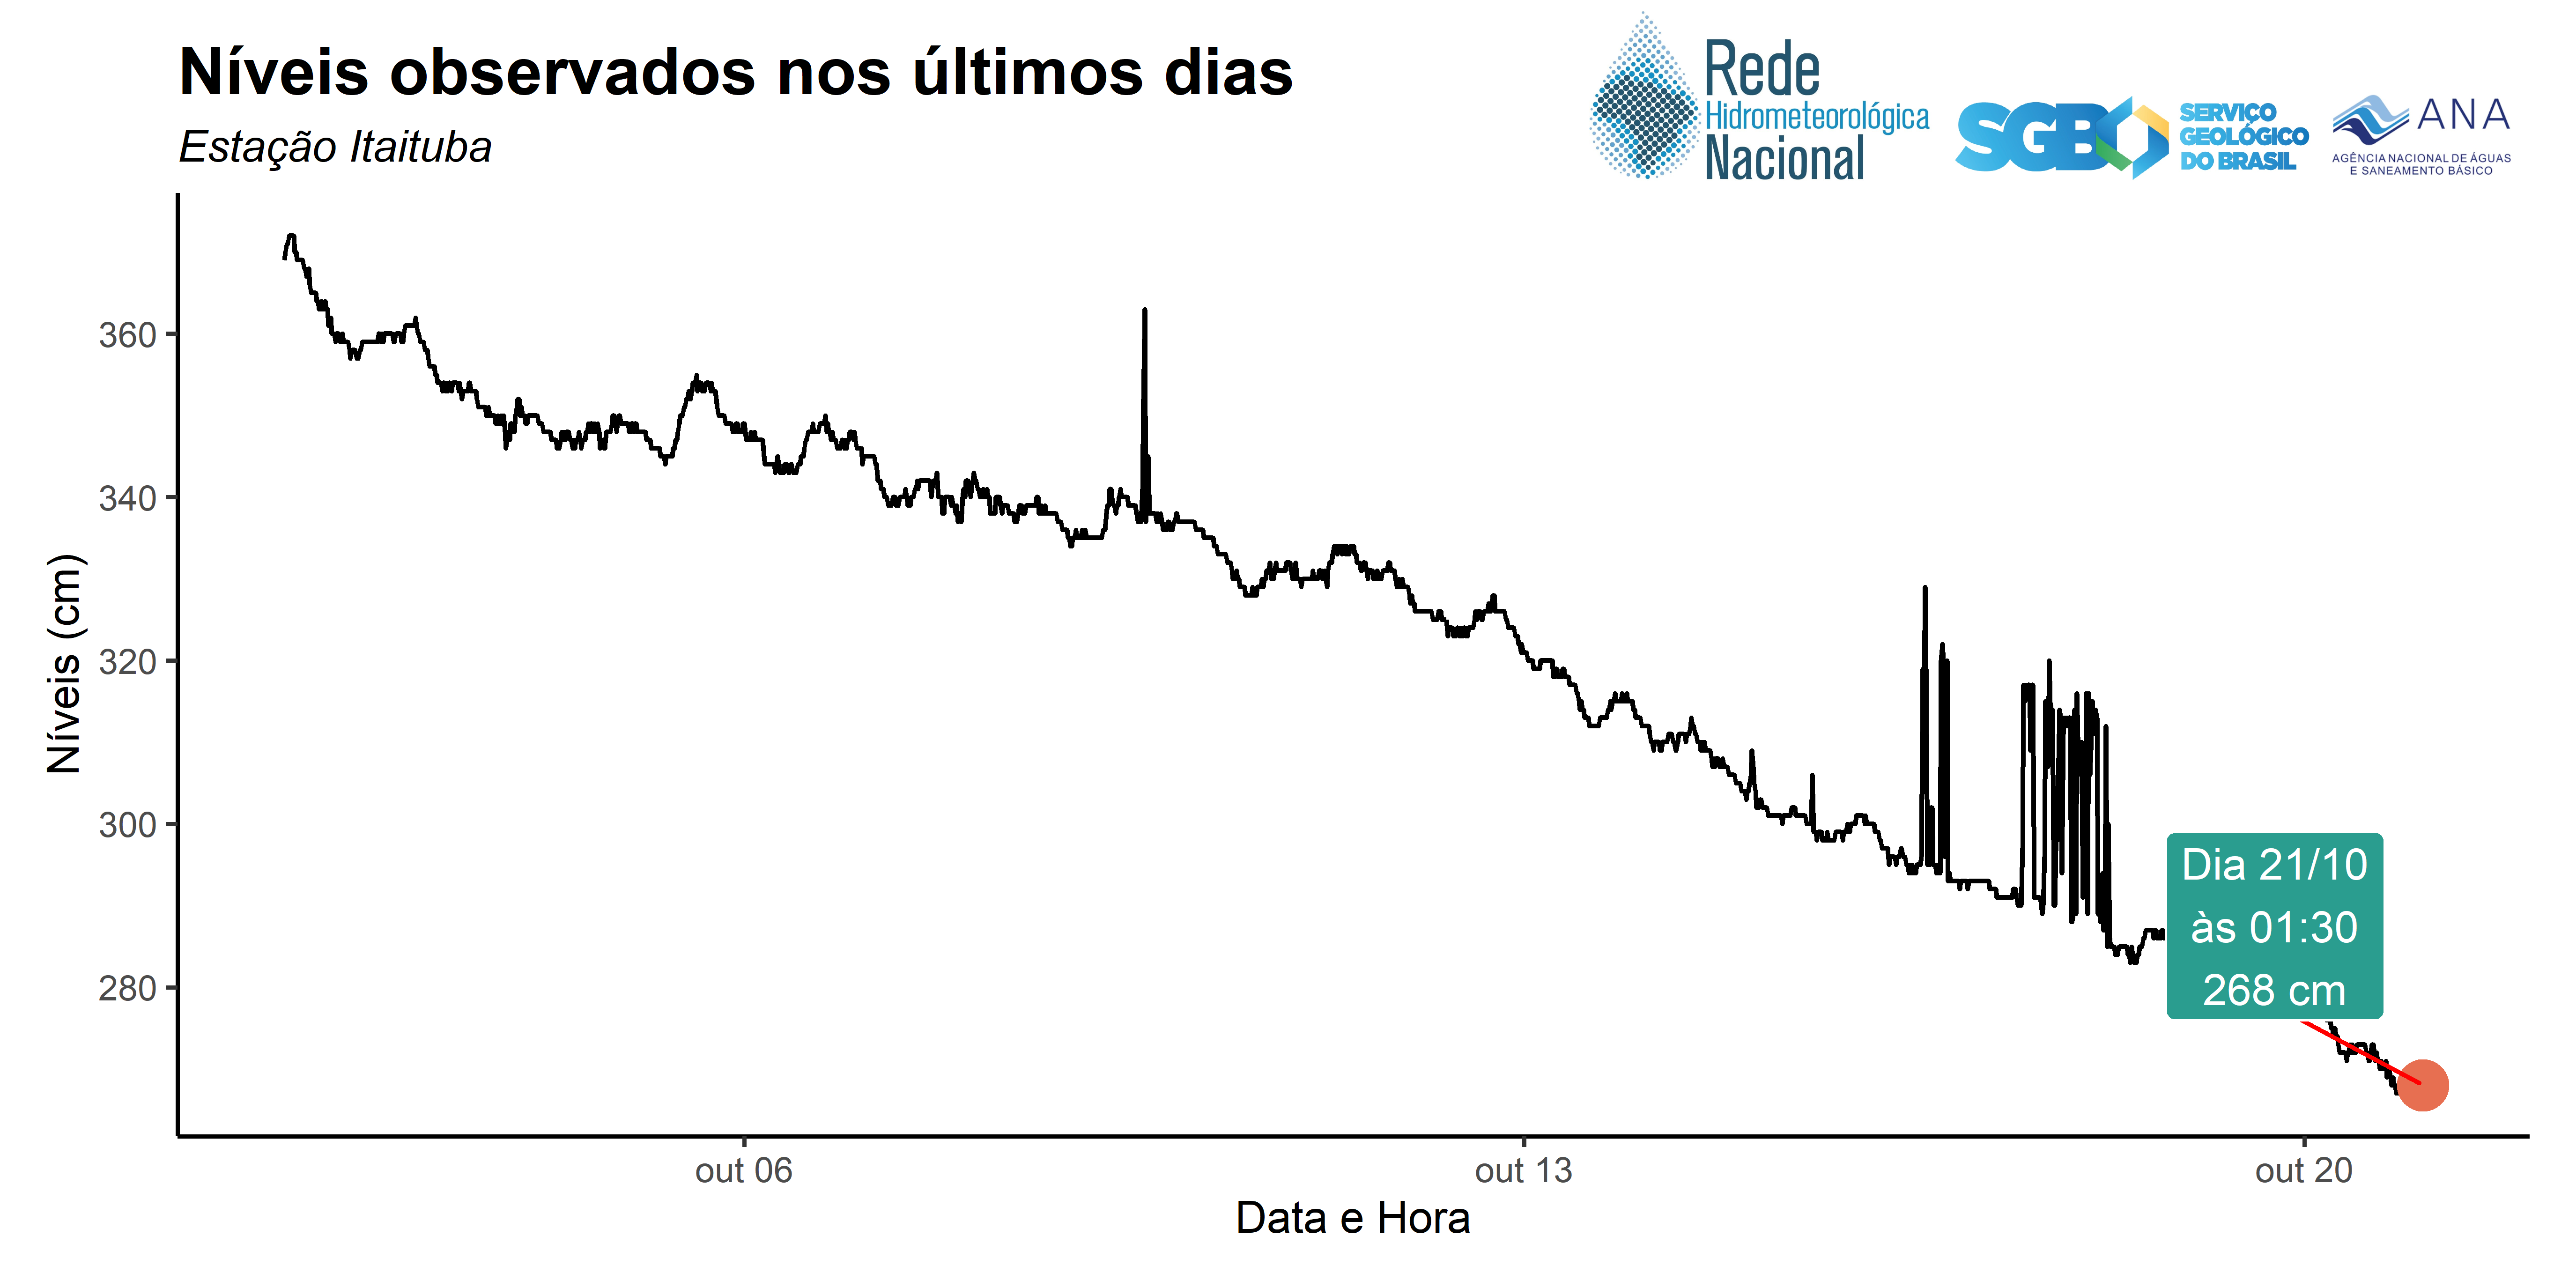 Níveis observados nos últimos dias
Estação Itaituba
Rede
Hidrometeorológica
Nacional
SGB
SERVIÇO
GEOLÓGICO
DO BRASIL
ANA
AGÊNCIA NACIONAL DE ÁGUAS
E SANEAMENTO BÁSICO
Níveis (cm)
360
340
320
300
280
Dia 21/10
às 01:30
268 cm
out 06
out 13
out 20
Data e Hora